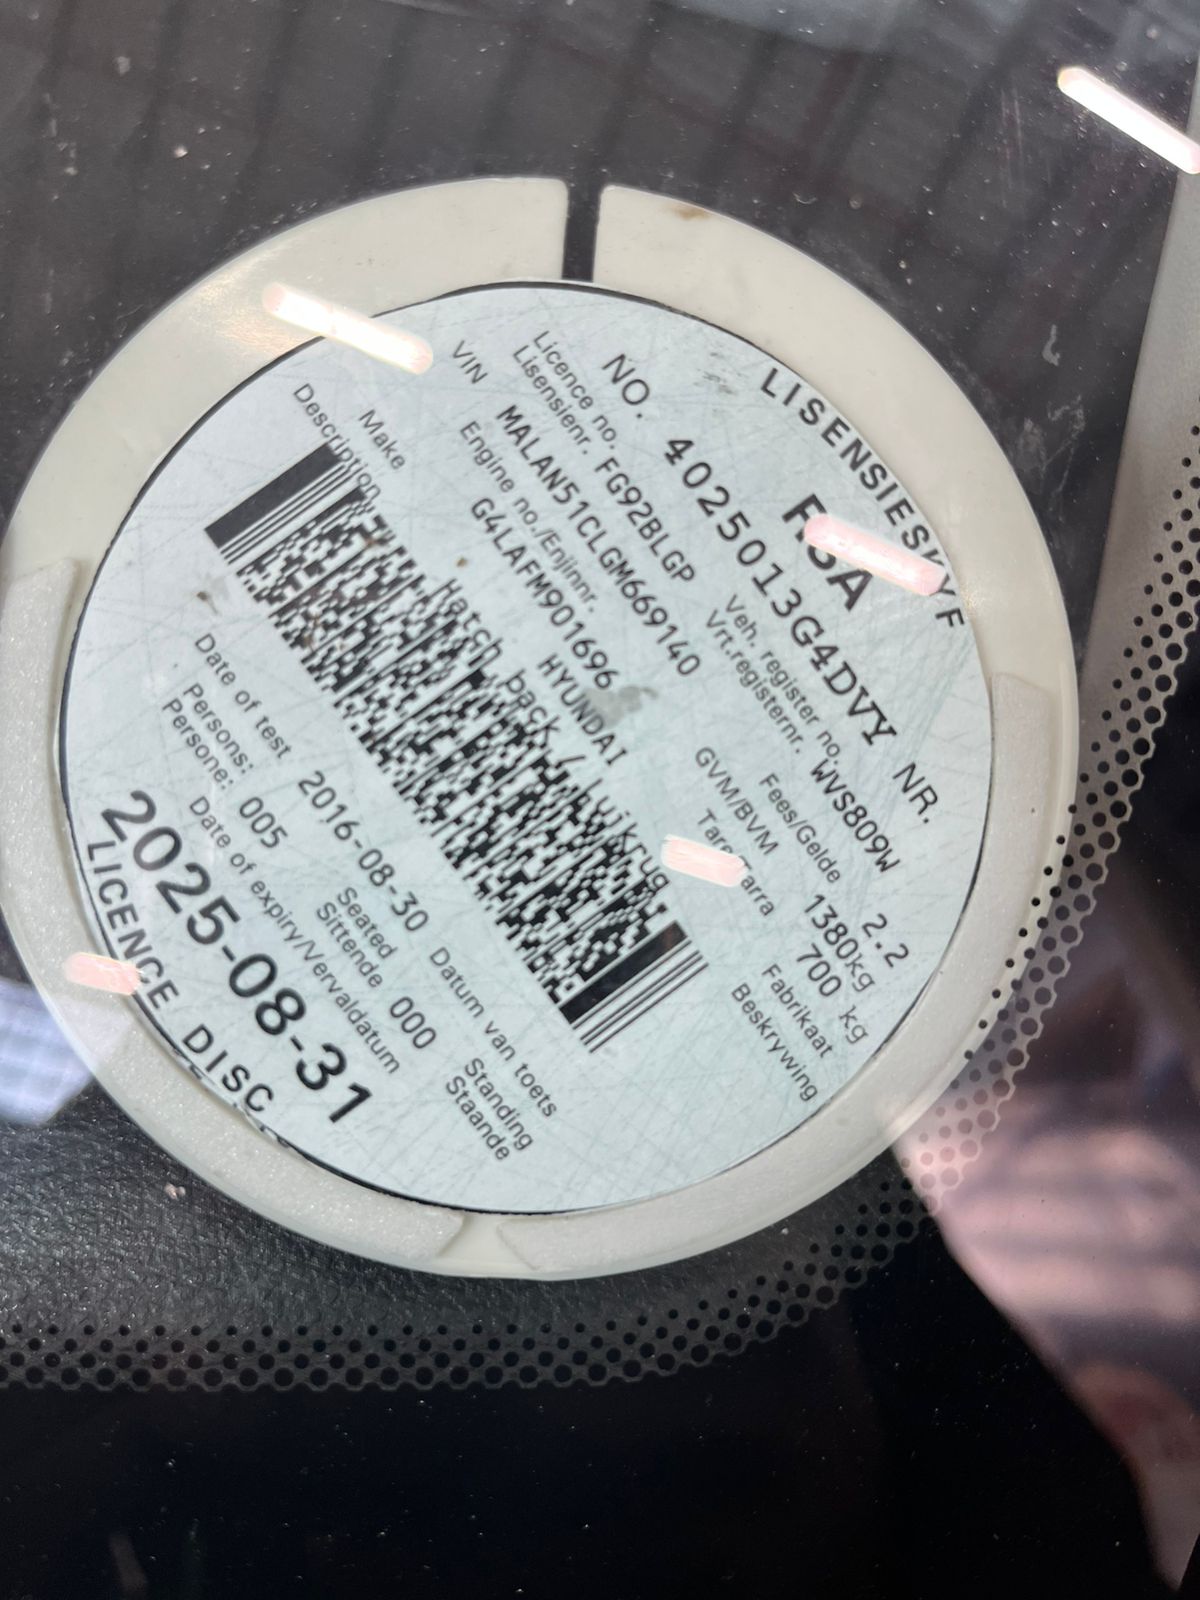 LISENSIESKYF
RSA
NO. 4025013G4DVY NR.
Licence no.
Lisensienr. FG92BLGP
Veh. register no.
Vrt.registernr. WVS809W
VIN MALAN51CLGM669140
Fees/Gelde 2.2
Engine no./Enjinnr.
G4LAFM901696
GVM/BVM 1380kg
Tare/Tarra 700 kg
Make HYUNDAI Fabrikaat
Description Hatch back / Luikrug Beskrywing
Date of test 2016-08-30 Datum van toets
Persons: Seated Standing
Persone: 005 Sittende 000 Staande
Date of expiry/Vervaldatum
2025-08-31
LICENCE DISC